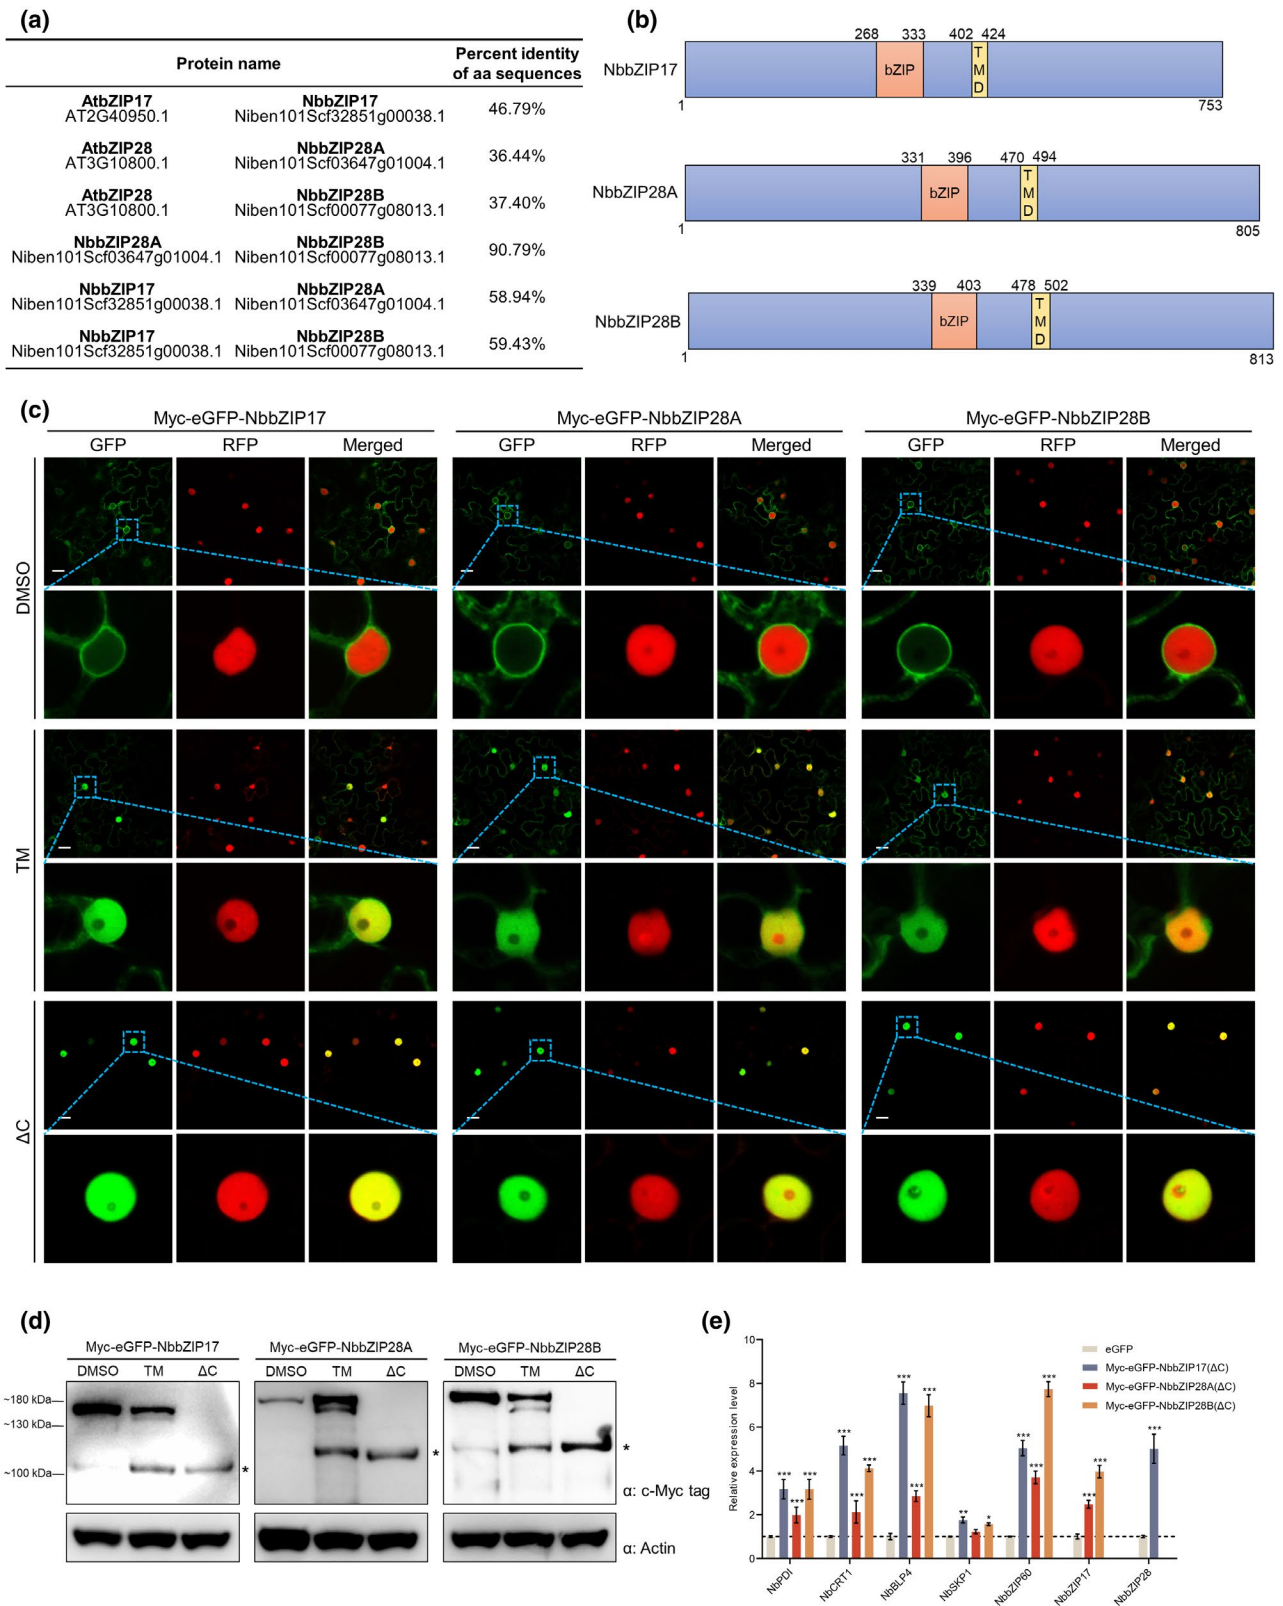 (a)
Protein name
Percent identity
of aa sequences
AtbZIP17 NbbZIP17
AT2G40950.1 Niben101Scf32851g00038.1 46.79%
AtbZIP28 NbbZIP28A
AT3G10800.1 Niben101Scf03647g01004.1 36.44%
AtbZIP28 NbbZIP28B
AT3G10800.1 Niben101Scf00077g08013.1 37.40%
NbbZIP28A NbbZIP28B
Niben101Scf03647g01004.1 Niben101Scf00077g08013.1 90.79%
NbbZIP17 NbbZIP28A
Niben101Scf32851g00038.1 Niben101Scf03647g01004.1 58.94%
NbbZIP17 NbbZIP28B
Niben101Scf32851g00038.1 Niben101Scf00077g08013.1 59.43%
(b)
268 333 402 424
NbbZIP17 bZIP TMD
1 753
331 396 470 494
NbbZIP28A bZIP TMD
1 805
339 403 478 502
NbbZIP28B bZIP TMD
1 813
(c)
Myc-eGFP-NbbZIP17 Myc-eGFP-NbbZIP28A Myc-eGFP-NbbZIP28B
GFP RFP Merged GFP RFP Merged GFP RFP Merged
DMSO
TM
ΔC
(d)
Myc-eGFP-NbbZIP17 Myc-eGFP-NbbZIP28A Myc-eGFP-NbbZIP28B
DMSO TM ΔC DMSO TM ΔC DMSO TM ΔC
~180 kDa
~130 kDa
~100 kDa
* * *
α: c-Myc tag
α: Actin
(e)
Relative expression level
10
8
6
4
2
0
eGFP
Myc-eGFP-NbbZIP17(ΔC)
Myc-eGFP-NbbZIP28A(ΔC)
Myc-eGFP-NbbZIP28B(ΔC)
*** *** ***
*** *** ***
*** *** ***
** *
*** *** ***
*** ***
***
NbPDI NbCRT1 NbBLP4 NbSKP1 NbbZIP60 NbbZIP17 NbbZIP28